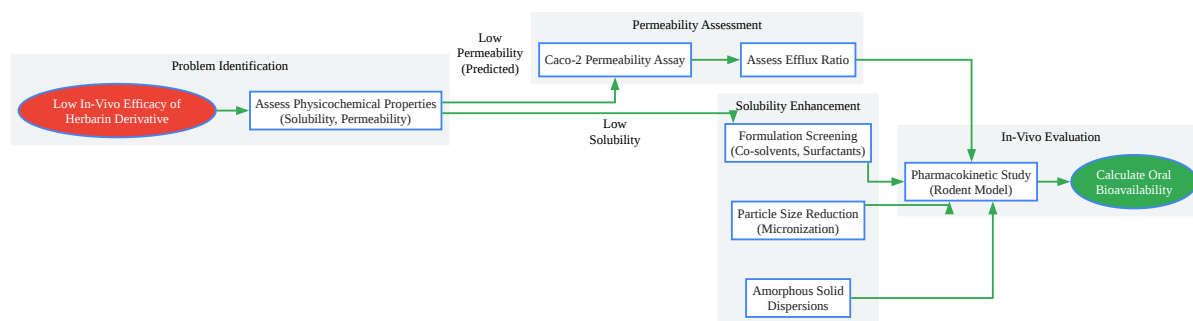 Permeability Assessment
Low
Permeability
(Predicted)
Caco-2 Permeability Assay
Assess Efflux Ratio
Problem Identification
Low In-Vivo Efficacy of
Herbarin Derivative
Assess Physicochemical Properties
(Solubility, Permeability)
Low
Solubility
Solubility Enhancement
Formulation Screening
(Co-solvents, Surfactants)
Particle Size Reduction
(Micronization)
Amorphous Solid
Dispersions
In-Vivo Evaluation
Pharmacokinetic Study
(Rodent Model)
Calculate Oral
Bioavailability